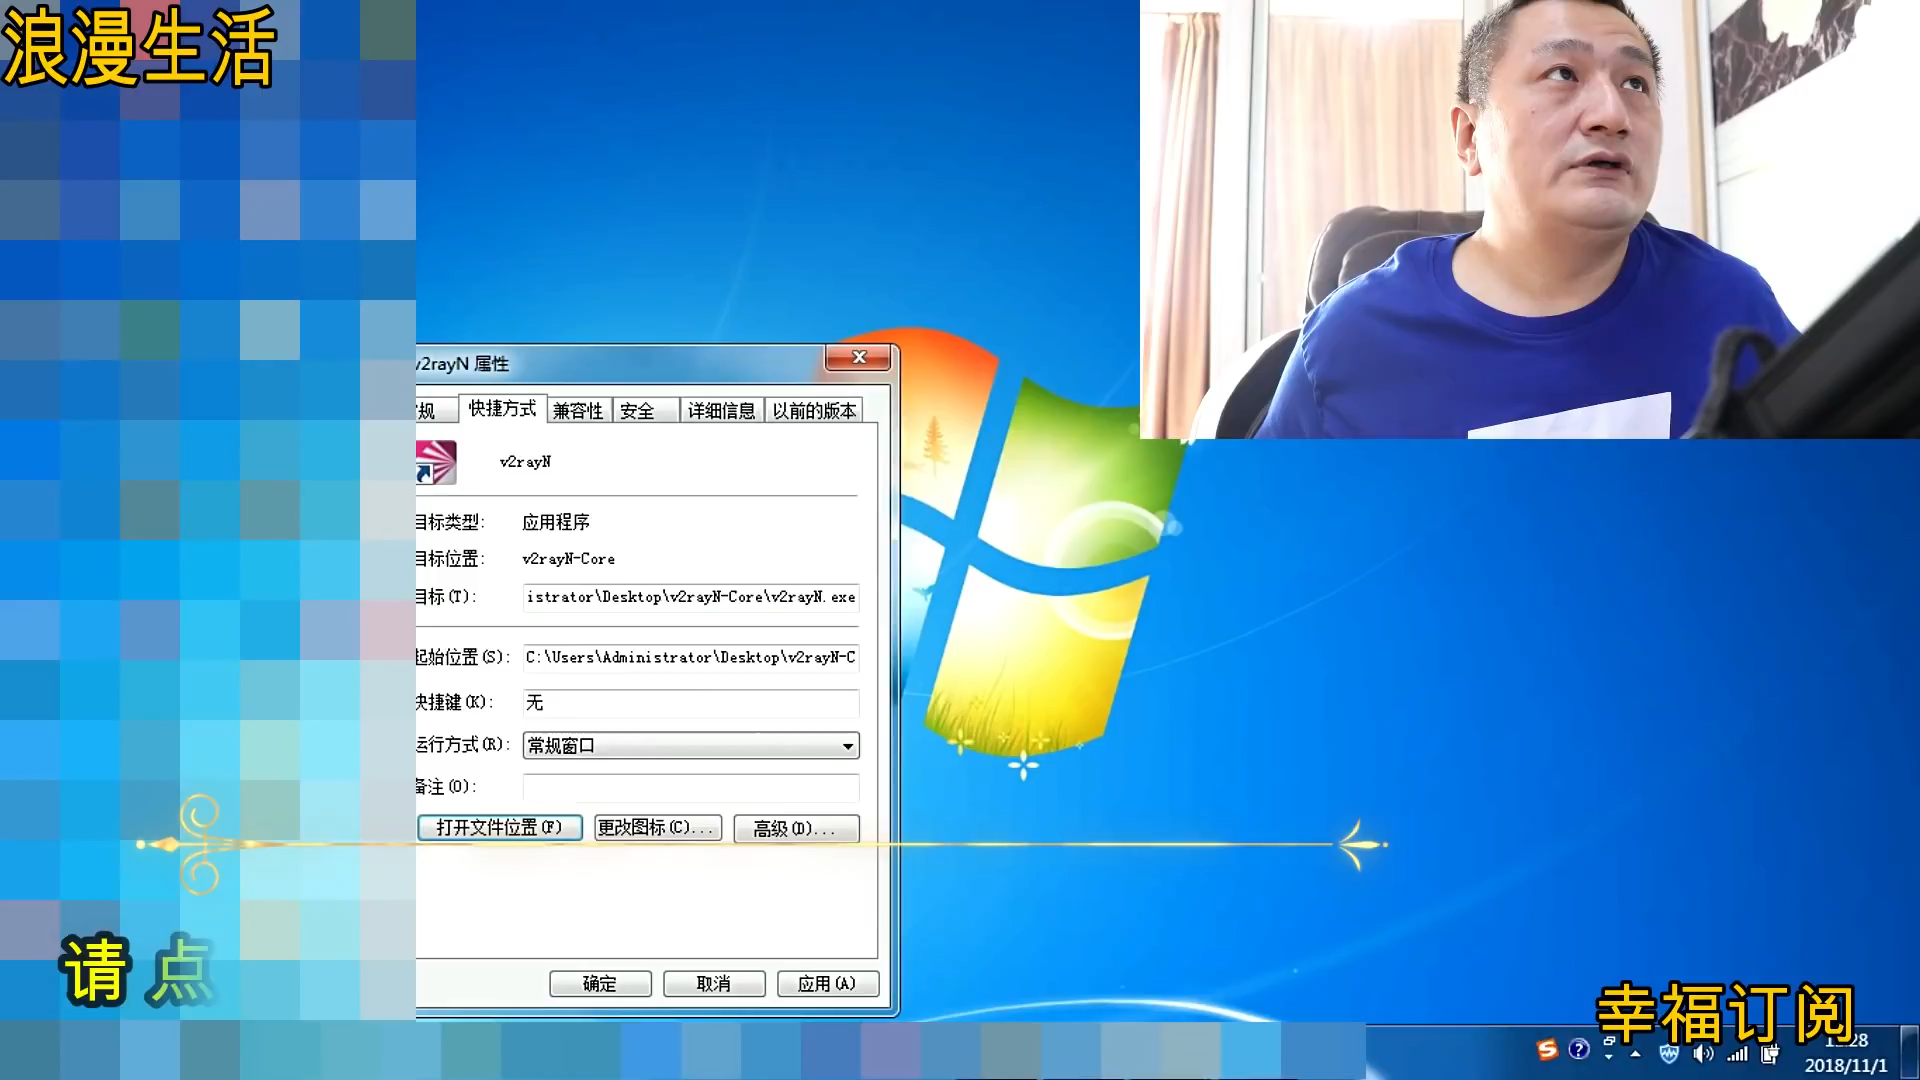 浪漫生活
v2rayN 属性
规
快捷方式
兼容性
安全
详细信息
以前的版本
v2rayN
目标类型:
应用程序
目标位置:
v2rayN-Core
目标(T):
istrator\Desktop\v2rayN-Core\v2rayN.exe
起始位置(S):
C:\Users\Administrator\Desktop\v2rayN-C
快捷键(K):
无
运行方式(R):
常规窗口
备注(O):
打开文件位置(F)
更改图标(C)...
高级(D)...
确定
取消
应用(A)
请点
幸福订阅
2018/11/1